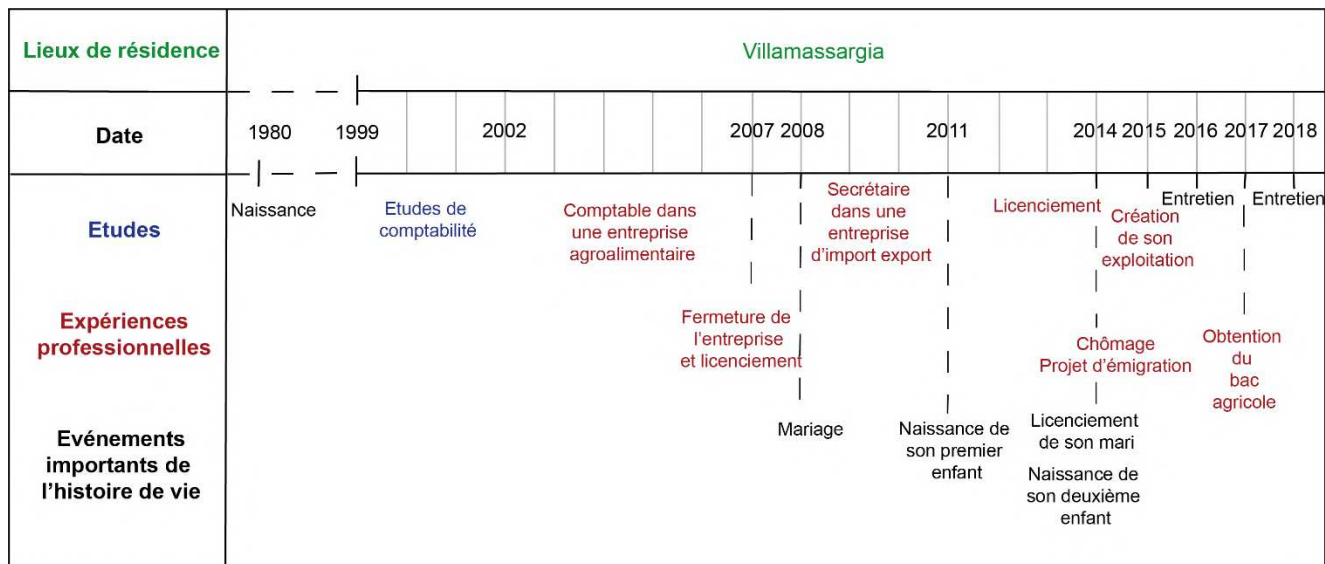 Lieux de résidence
Villamassargia
Date
1980
1999
2002
2007
2008
2011
2014
2015
2016
2017
2018
Naissance
Etudes
Etudes de
comptabilité
Comptable dans
une entreprise
agroalimentaire
Secrétaire
dans une
entreprise
d'import export
Licenciement
Création
de son
exploitation
Entretien
Entretien
Expériences
professionnelles
Fermeture de
l'entreprise
et licenciement
Chômage
Projet d'émigration
Obtention
du
bac
agricole
Evénements
importants de
l'histoire de vie
Mariage
Naissance de
son premier
enfant
Licenciement
de son mari
Naissance de
son deuxième
enfant